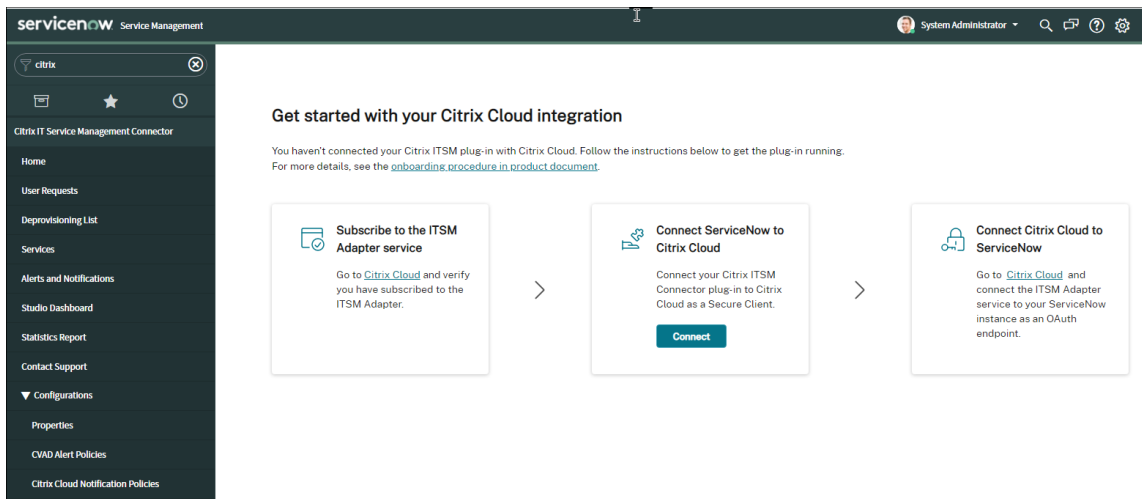 servicenow Service Management
System Administrator
citrix
Citrix IT Service Management Connector
Home
User Requests
Deprovisioning List
Services
Alerts and Notifications
Studio Dashboard
Statistics Report
Contact Support
Configurations
Properties
CVAD Alert Policies
Citrix Cloud Notification Policies
Get started with your Citrix Cloud integration
You haven't connected your Citrix ITSM plug-in with Citrix Cloud. Follow the instructions below to get the plug-in running.
For more details, see the onboarding procedure in product document.
Subscribe to the ITSM
Adapter service
Go to Citrix Cloud and verify
you have subscribed to the
ITSM Adapter.
Connect ServiceNow to
Citrix Cloud
Connect your Citrix ITSM
Connector plug-in to Citrix
Cloud as a Secure Client.
Connect
Connect Citrix Cloud to
ServiceNow
Go to Citrix Cloud and
connect the ITSM Adapter
service to your ServiceNow
instance as an OAuth
endpoint.